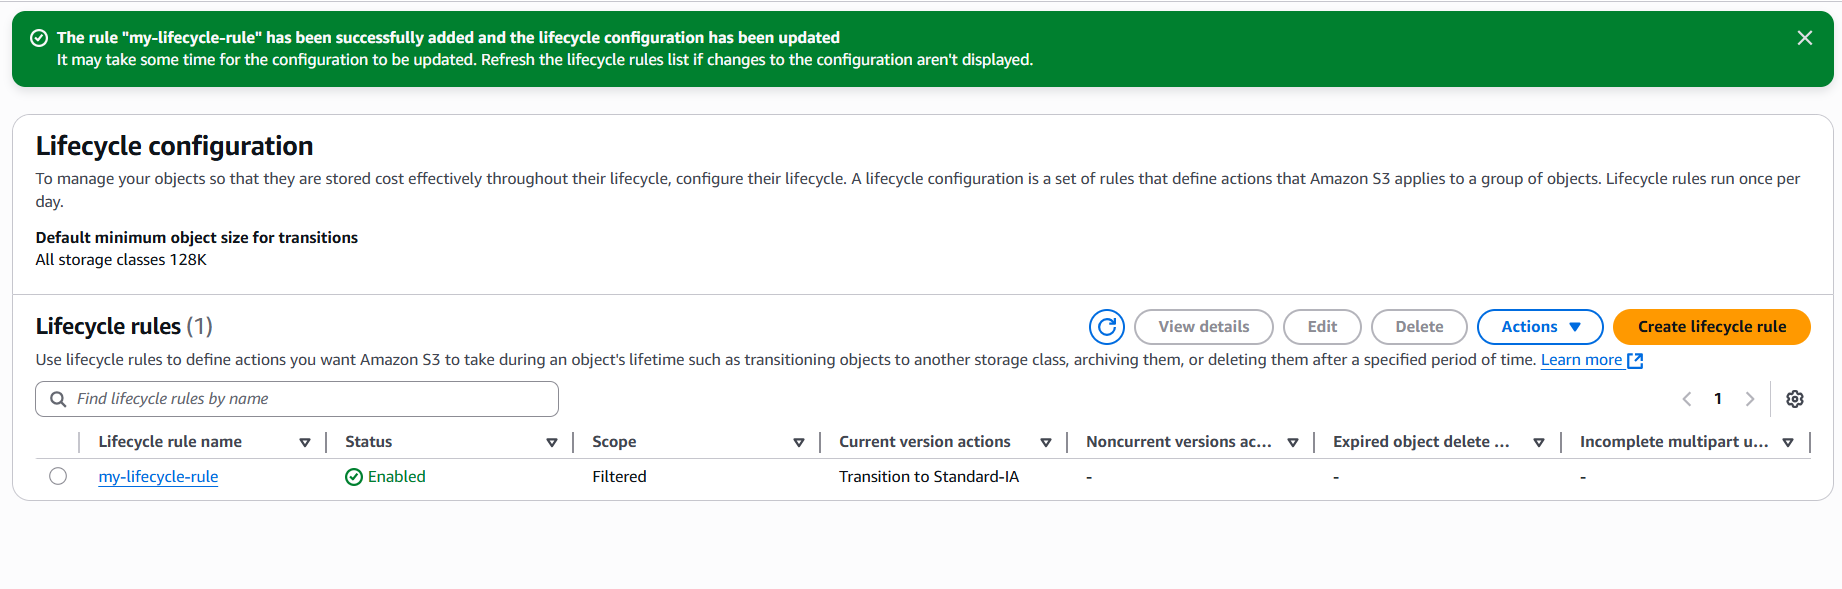 The rule "my-lifecycle-rule" has been successfully added and the lifecycle configuration has been updated
It may take some time for the configuration to be updated. Refresh the lifecycle rules list if changes to the configuration aren't displayed.
Lifecycle configuration
To manage your objects so that they are stored cost effectively throughout their lifecycle, configure their lifecycle. A lifecycle configuration is a set of rules that define actions that Amazon S3 applies to a group of objects. Lifecycle rules run once per
day.
Default minimum object size for transitions
All storage classes 128K
Lifecycle rules (1)
View details
Edit
Delete
Actions
Create lifecycle rule
Use lifecycle rules to define actions you want Amazon S3 to take during an object's lifetime such as transitioning objects to another storage class, archiving them, or deleting them after a specified period of time. Learn more
Find lifecycle rules by name
1
Lifecycle rule name
Status
Scope
Current version actions
Noncurrent versions ac...
Expired object delete ...
Incomplete multipart u...
my-lifecycle-rule
Enabled
Filtered
Transition to Standard-IA
-
-
-